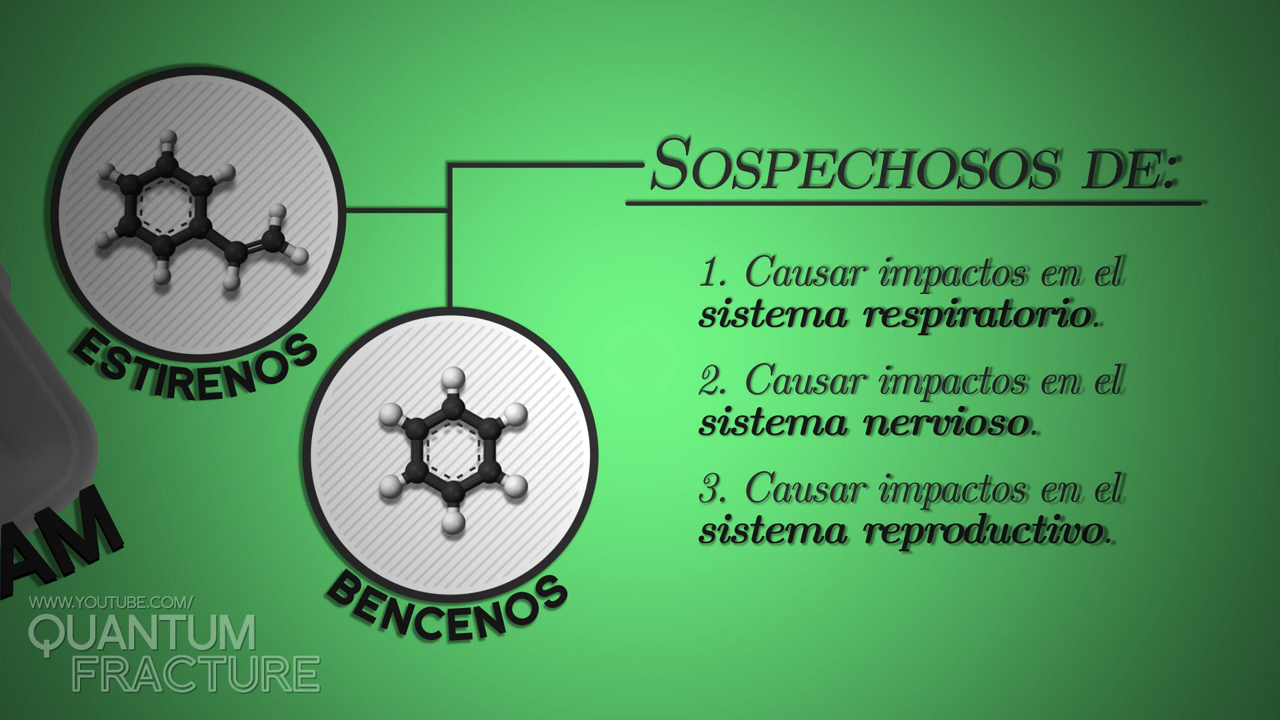 SOSPECHOSOS DE:
1. Causar impactos en el
sistema respiratorio.
2. Causar impactos en el
sistema nervioso.
3. Causar impactos en el
sistema reproductivo.
ESTIRENOS
BENCENOS
AM
WWW.YOUTUBE.COM/
QUANTUM
FRACTURE